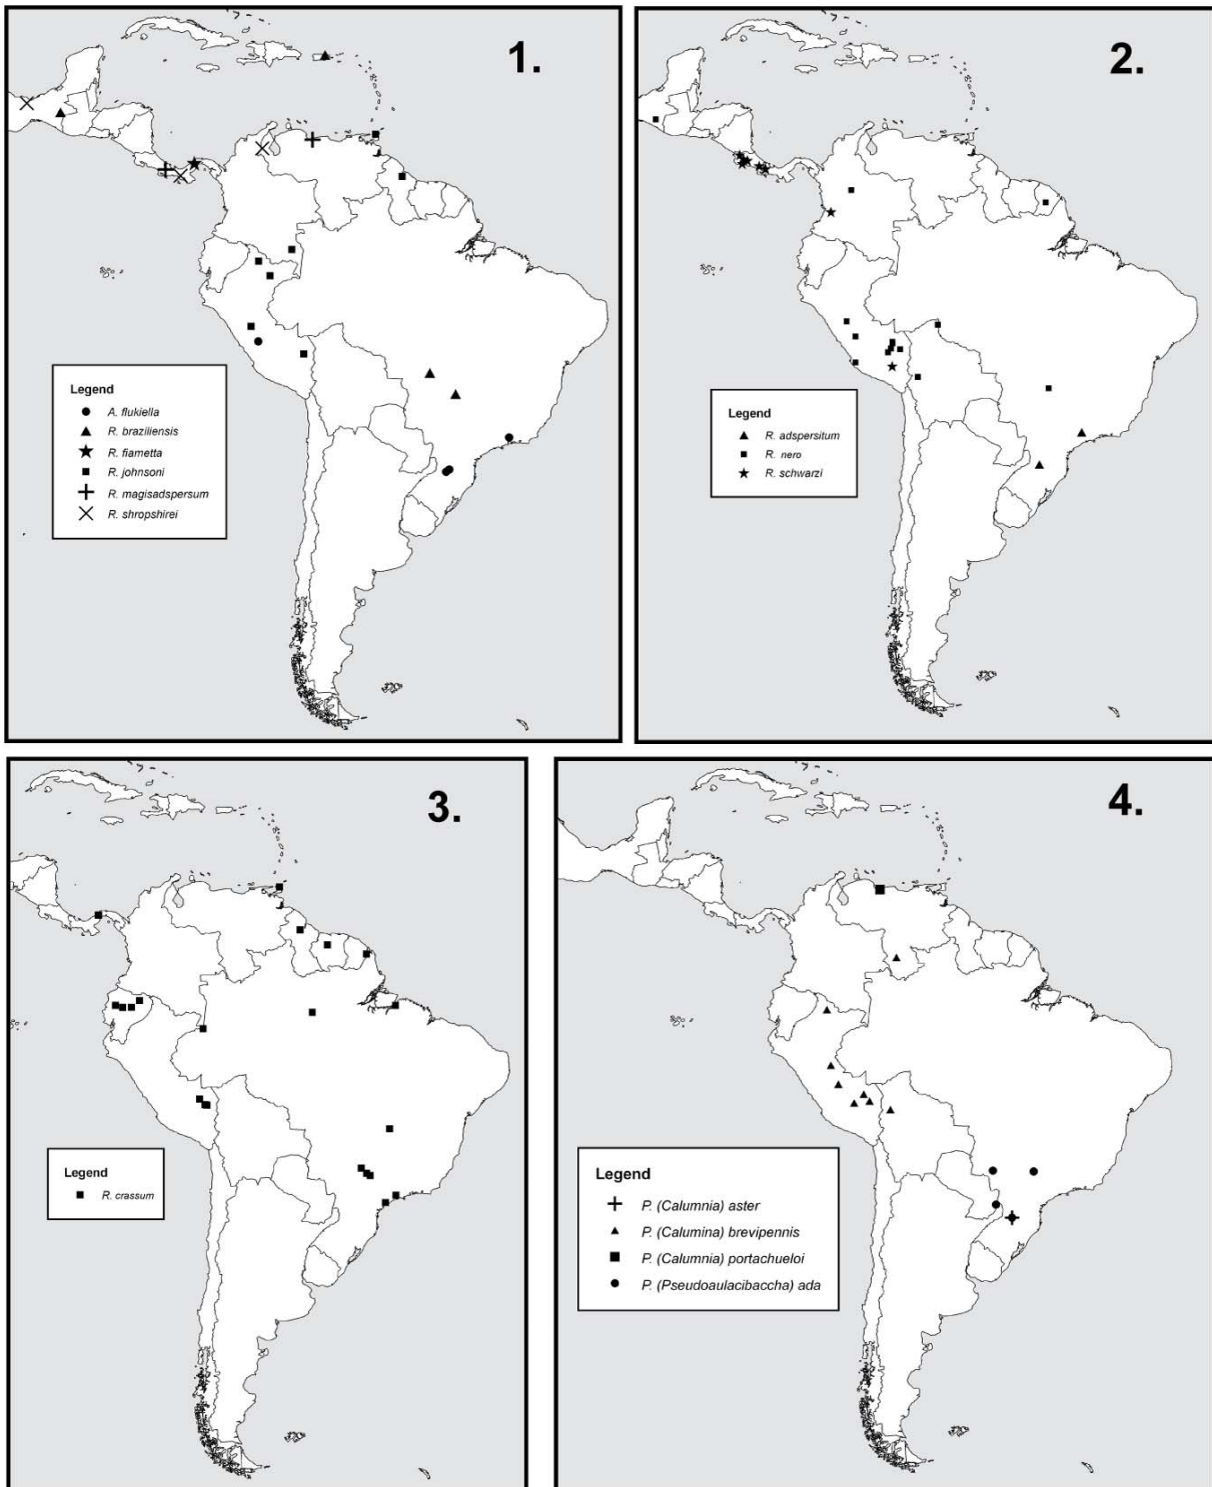 1.
Legend
A. flukiella
R. braziliensis
R. fiametta
R. johnsoni
R. magisadspersum
R. shropshirei
2.
Legend
R. adspersitum
R. nero
R. schwarzi
3.
Legend
R. crassum
4.
Legend
P. (Calumnia) aster
P. (Calumina) brevipennis
P. (Calumnia) portachueloi
P. (Pseudoaulacibaccha) ada